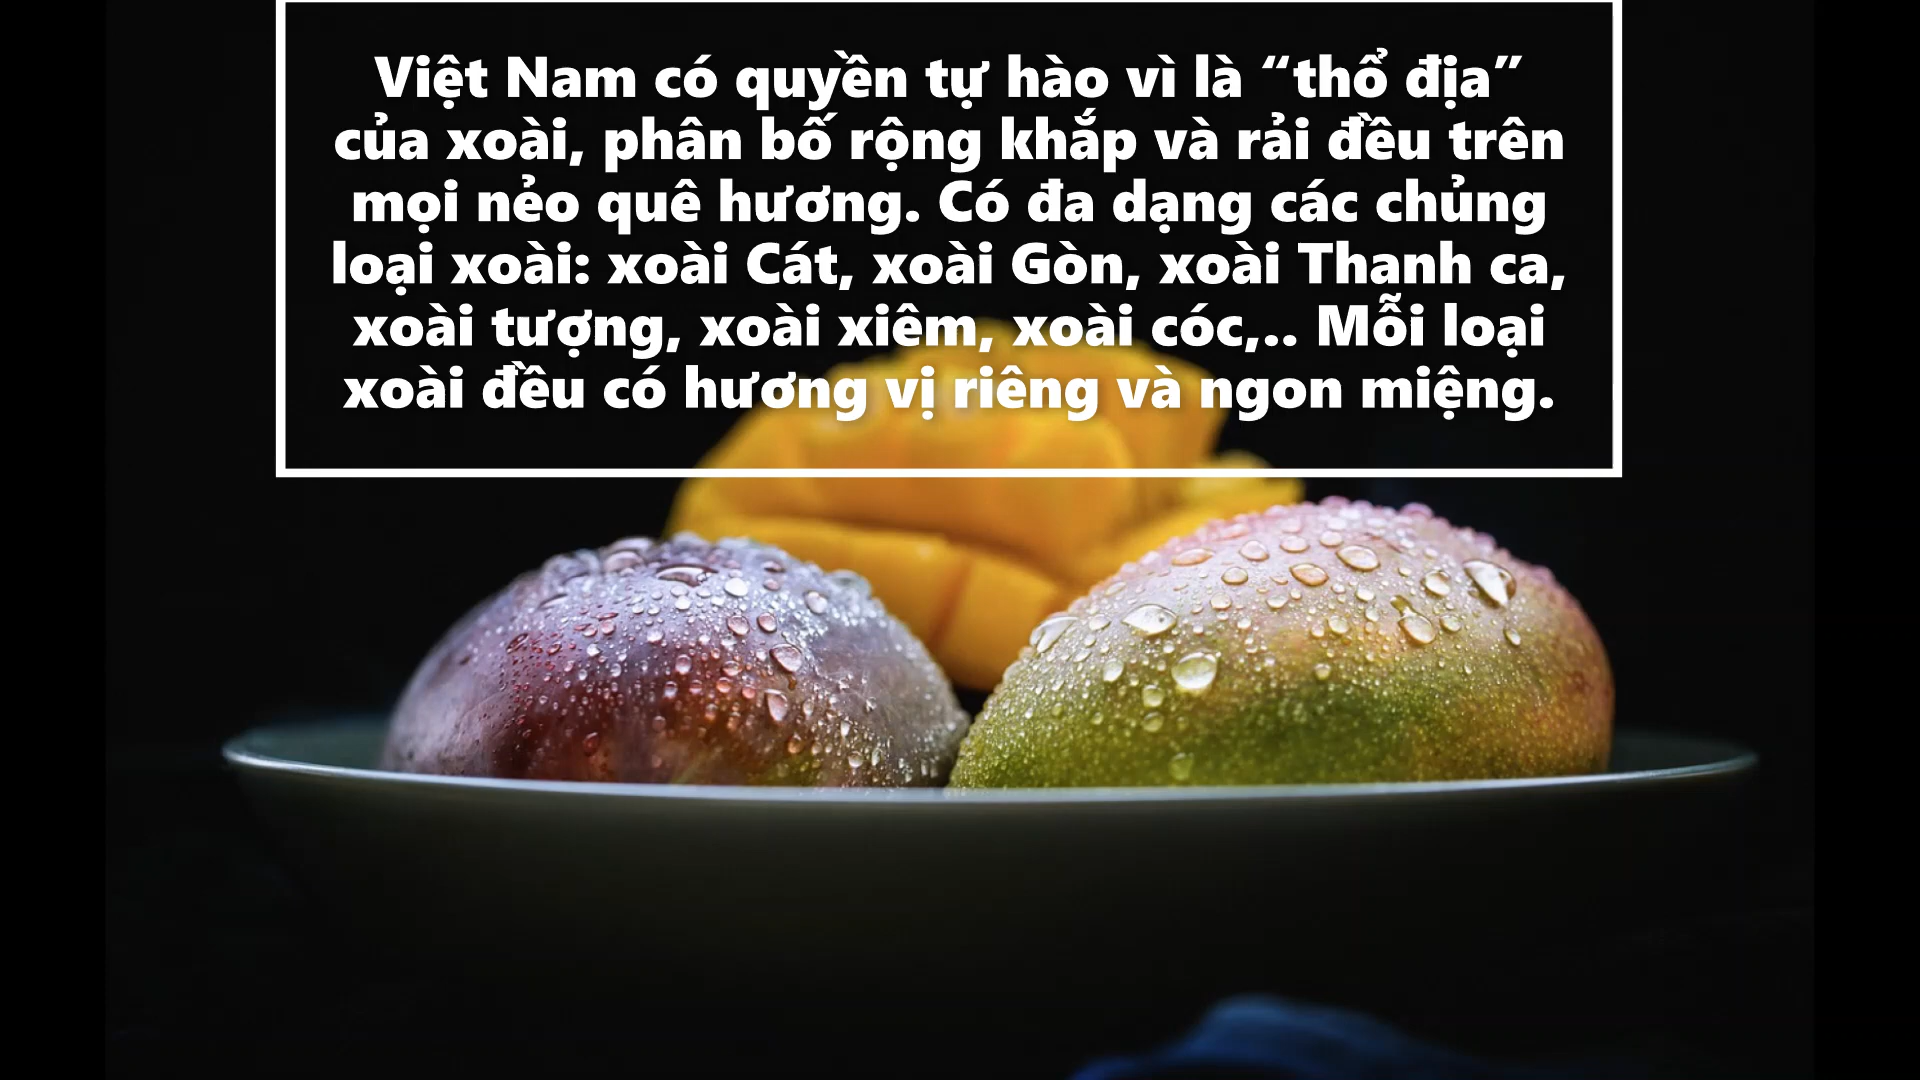 Việt Nam có quyền tự hào vì là “thổ địa”
của xoài, phân bố rộng khắp và rải đều trên
mọi nẻo quê hương. Có đa dạng các chủng
loại xoài: xoài Cát, xoài Gòn, xoài Thanh ca,
xoài tượng, xoài xiêm, xoài cóc,.. Mỗi loại
xoài đều có hương vị riêng và ngon miệng.